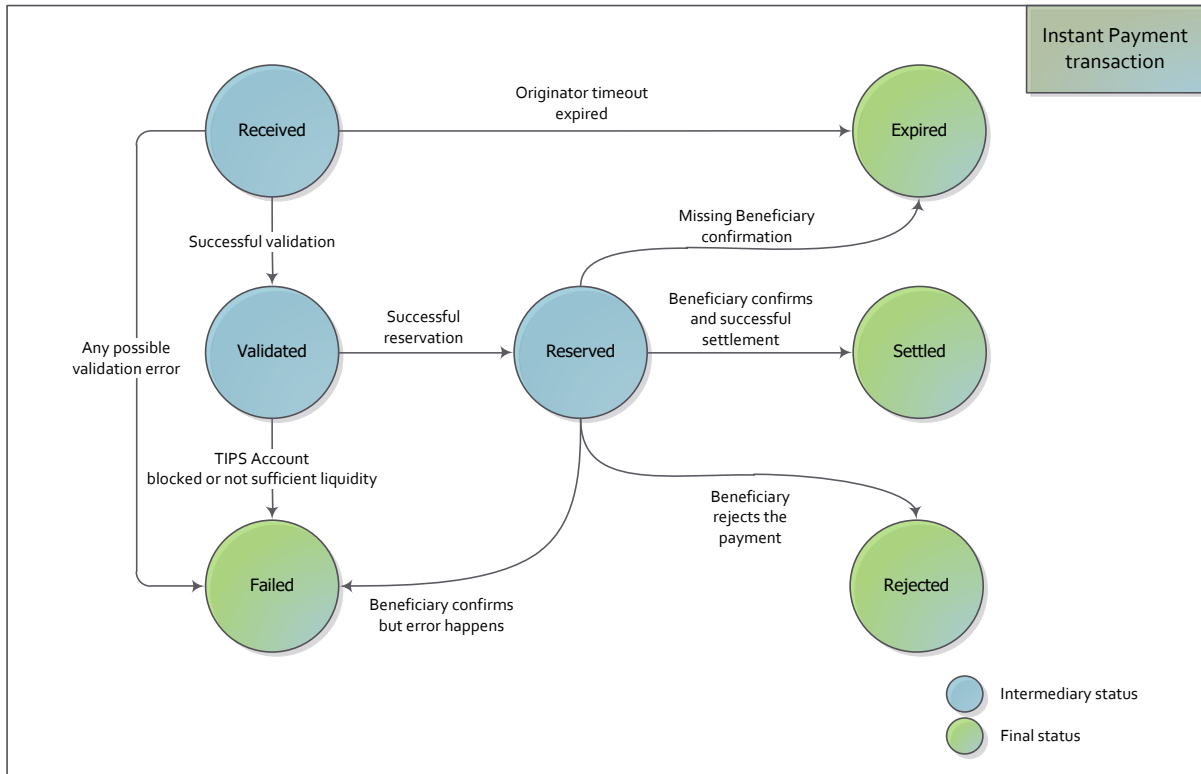 Instant Payment
transaction
Originator timeout
expired
Received
Expired
Missing Beneficiary
confirmation
Successful validation
Beneficiary confirms
and successful
settlement
Successful
reservation
Any possible
validation error
Validated
Reserved
Settled
TIPS Account
blocked or not sufficient liquidity
Beneficiary
rejects the
payment
Failed
Rejected
Beneficiary confirms
but error happens
Intermediary status
Final status